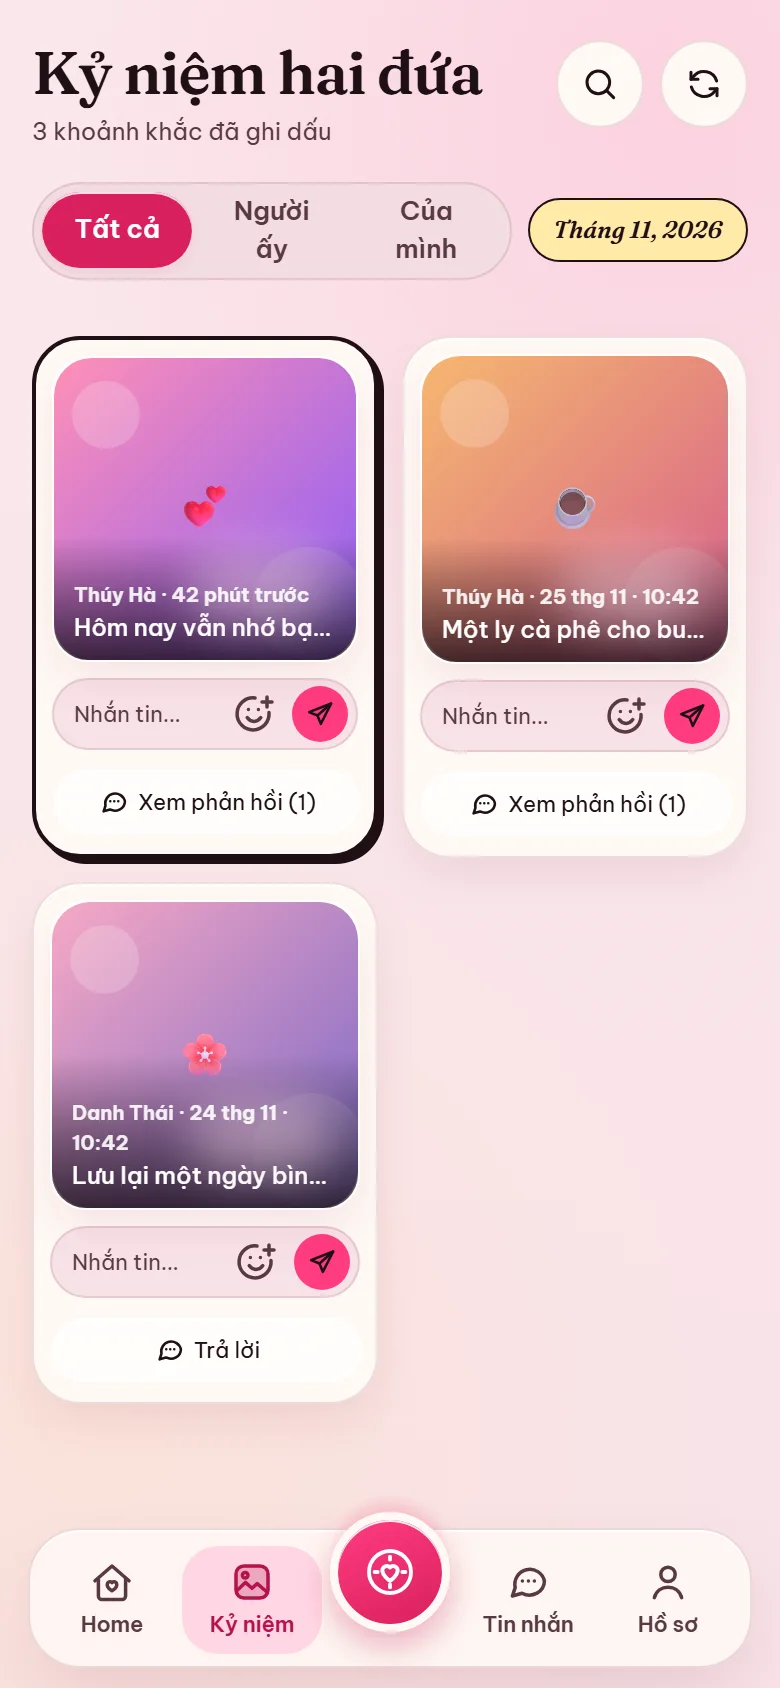 Kỷ niệm hai đứa
3 khoảnh khắc đã ghi dấu
Tất cả
Người
ấy
Của
mình
Tháng 11, 2026
Thúy Hà · 42 phút trước
Hôm nay vẫn nhớ bạ...
Nhắn tin...
Xem phản hồi (1)
Thúy Hà · 25 thg 11 · 10:42
Một ly cà phê cho bu...
Nhắn tin...
Xem phản hồi (1)
Danh Thái · 24 thg 11 ·
10:42
Lưu lại một ngày bìn...
Nhắn tin...
Trả lời
Home
Kỷ niệm
Tin nhắn
Hồ sơ